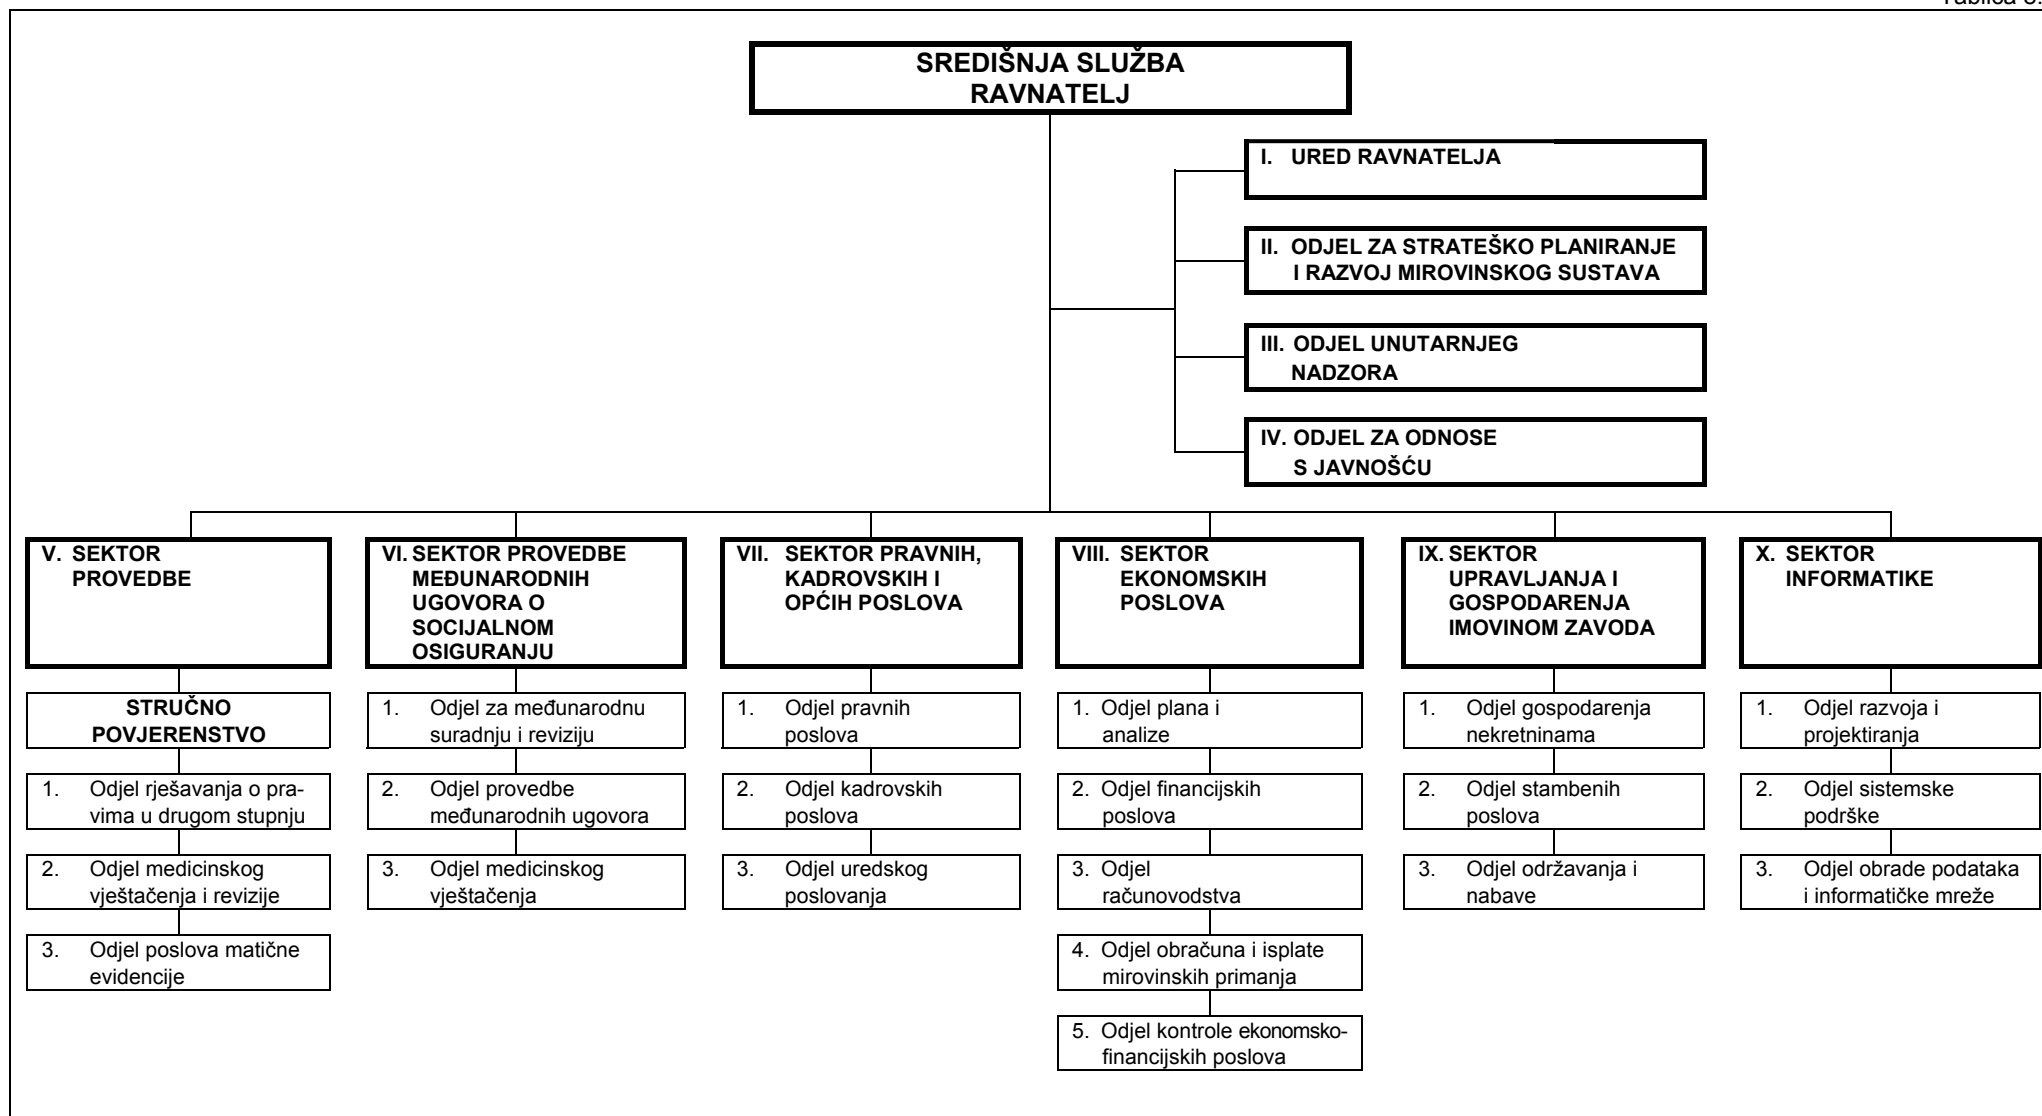 Tablica 3.
SREDIŠNJA SLUŽBA
RAVNATELJ
I. URED RAVNATELJA
II. ODJEL ZA STRATEŠKO PLANIRANJE
I RAZVOJ MIROVINSKOG SUSTAVA
III. ODJEL UNUTARNJEG
NADZORA
IV. ODJEL ZA ODNOSE
S JAVNOŠĆU
V. SEKTOR
PROVEDBE
STRUČNO
POVJERENSTVO
1. Odjel rješavanja o pra-
vima u drugom stupnju
2. Odjel medicinskog
vještačenja i revizije
3. Odjel poslova matične
evidencije
VI. SEKTOR PROVEDBE
MEĐUNARODNIH
UGOVORA O
SOCIJALNOM
OSIGURANJU
1. Odjel za međunarodnu
suradnju i reviziju
2. Odjel provedbe
međunarodnih ugovora
3. Odjel medicinskog
vještačenja
VII. SEKTOR PRAVNIH,
KADROVSKIH I
OPĆIH POSLOVA
1. Odjel pravnih
poslova
2. Odjel kadrovskih
poslova
3. Odjel uredskog
poslovanja
VIII. SEKTOR
EKONOMSKIH
POSLOVA
1. Odjel plana i
analize
2. Odjel financijskih
poslova
3. Odjel
računovodstva
4. Odjel obračuna i isplate
mirovinskih primanja
5. Odjel kontrole ekonomsko-
financijskih poslova
IX. SEKTOR
UPRAVLJANJA I
GOSPODARENJA
IMOVINOM ZAVODA
1. Odjel gospodarenja
nekretninama
2. Odjel stambenih
poslova
3. Odjel održavanja i
nabave
X. SEKTOR
INFORMATIKE
1. Odjel razvoja i
projektiranja
2. Odjel sistemske
podrške
3. Odjel obrade podataka
i informatičke mreže